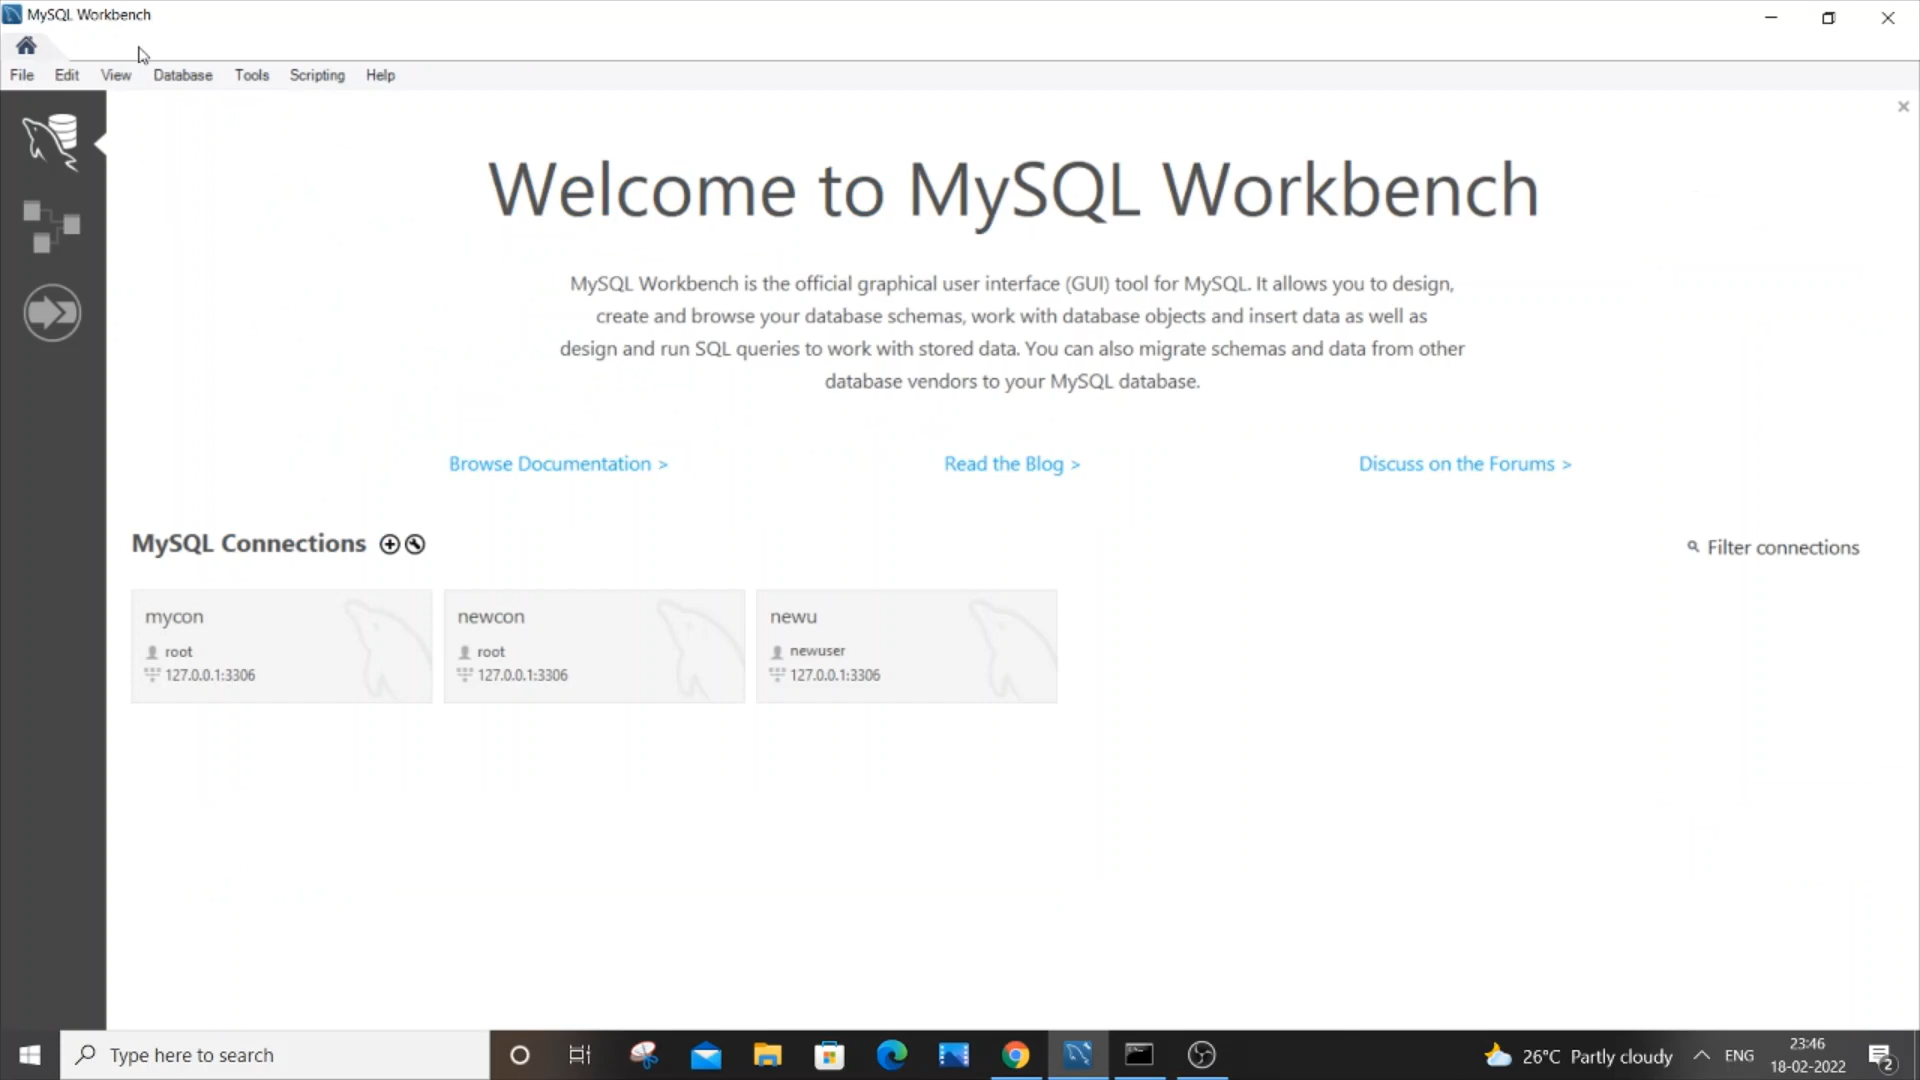 MySQL Workbench
File Edit View Database Tools Scripting Help
Welcome to MySQL Workbench
MySQL Workbench is the official graphical user interface (GUI) tool for MySQL. It allows you to design,
create and browse your database schemas, work with database objects and insert data as well as
design and run SQL queries to work with stored data. You can also migrate schemas and data from other
database vendors to your MySQL database.
Browse Documentation > Read the Blog > Discuss on the Forums >
MySQL Connections Filter connections
mycon newcon newu
root root newuser
127.0.0.1:3306 127.0.0.1:3306 127.0.0.1:3306
Type here to search 26°C Partly cloudy ENG 23:46
18-02-2022 2